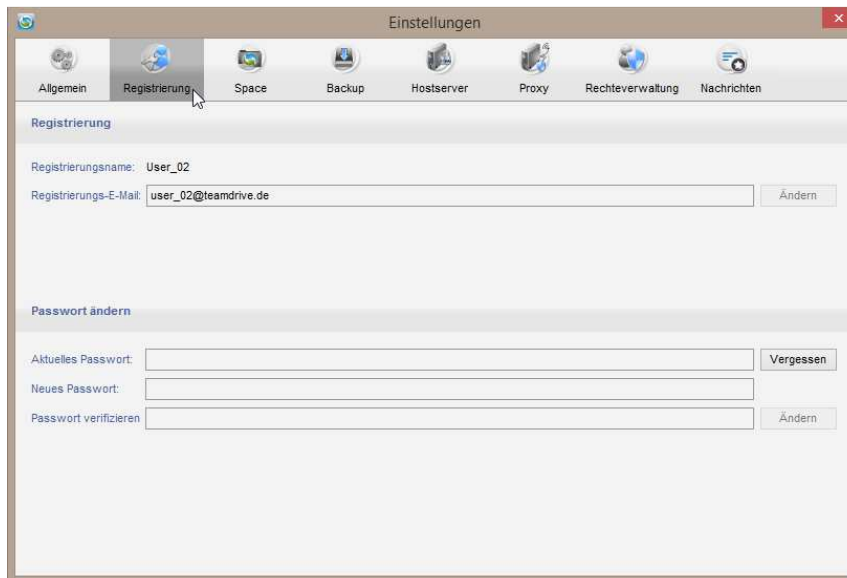 Einstellungen
Allgemein Registrierung Space Backup Hostserver Proxy Rechteverwaltung Nachrichten
Registrierung
Registrierungsname: User_02
Registrierungs-E-Mail: user_02@teamdrive.de Ändern
Passwort ändern
Aktuelles Passwort: Vergessen
Neues Passwort:
Passwort verifizieren Ändern